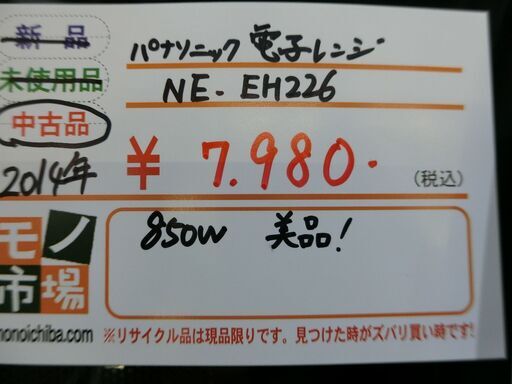 新品
パナソニック 電子レンジ
未使用品
NE-EH226
中古品
2014年
¥ 7.980.
(税込)
モノ
市場
850W 美品!
monoichiba.com
※リサイクル品は現品限りです。見つけた時がズバリ買い時です!